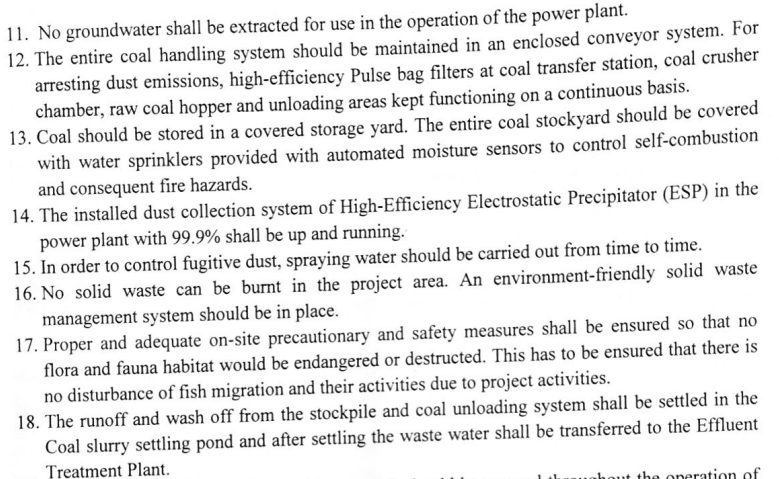 11. No groundwater shall be extracted for use in the operation of the power plant.
12. The entire coal handling system should be maintained in an enclosed conveyor system. For
arresting dust emissions, high-efficiency Pulse bag filters at coal transfer station, coal crusher
chamber, raw coal hopper and unloading areas kept functioning on a continuous basis.
13. Coal should be stored in a covered storage yard. The entire coal stockyard should be covered
with water sprinklers provided with automated moisture sensors to control self-combustion
and consequent fire hazards.
14. The installed dust collection system of High-Efficiency Electrostatic Precipitator (ESP) in the
power plant with 99.9% shall be up and running.
15. In order to control fugitive dust, spraying water should be carried out from time to time.
16. No solid waste can be burnt in the project area. An environment-friendly solid waste
management system should be in place.
17. Proper and adequate on-site precautionary and safety measures shall be ensured so that no
flora and fauna habitat would be endangered or destructed. This has to be ensured that there is
no disturbance of fish migration and their activities due to project activities.
18. The runoff and wash off from the stockpile and coal unloading system shall be settled in the
Coal slurry settling pond and after settling the waste water shall be transferred to the Effluent
Treatment Plant.
throughout the operation of